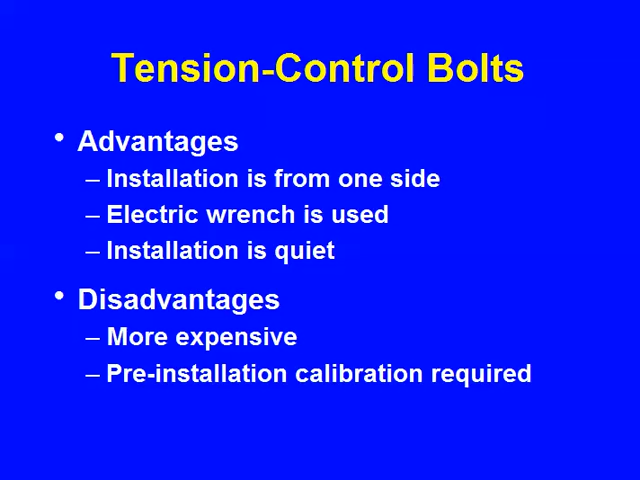 Tension-Control Bolts
• Advantages
– Installation is from one side
– Electric wrench is used
– Installation is quiet
• Disadvantages
– More expensive
– Pre-installation calibration required